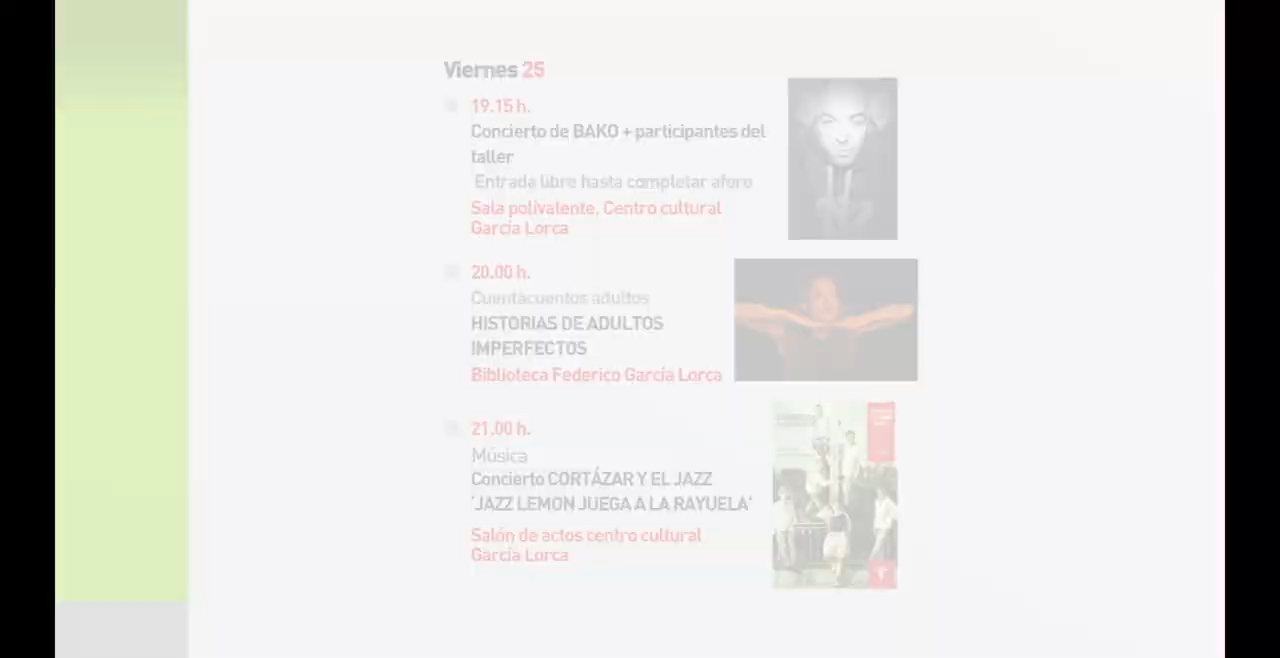 Viernes 25
19.15 h.
Concierto de BAKO + participantes del
taller
Entrada libre hasta completar aforo
Sala polivalente. Centro cultural
García Lorca
20.00 h.
Cuentacuentos adultos
HISTORIAS DE ADULTOS
IMPERFECTOS
Biblioteca Federico García Lorca
21.00 h.
Música
Concierto CORTÁZAR Y EL JAZZ
'JAZZ LEMON JUEGA A LA RAYUELA'
Salón de actos centro cultural
García Lorca